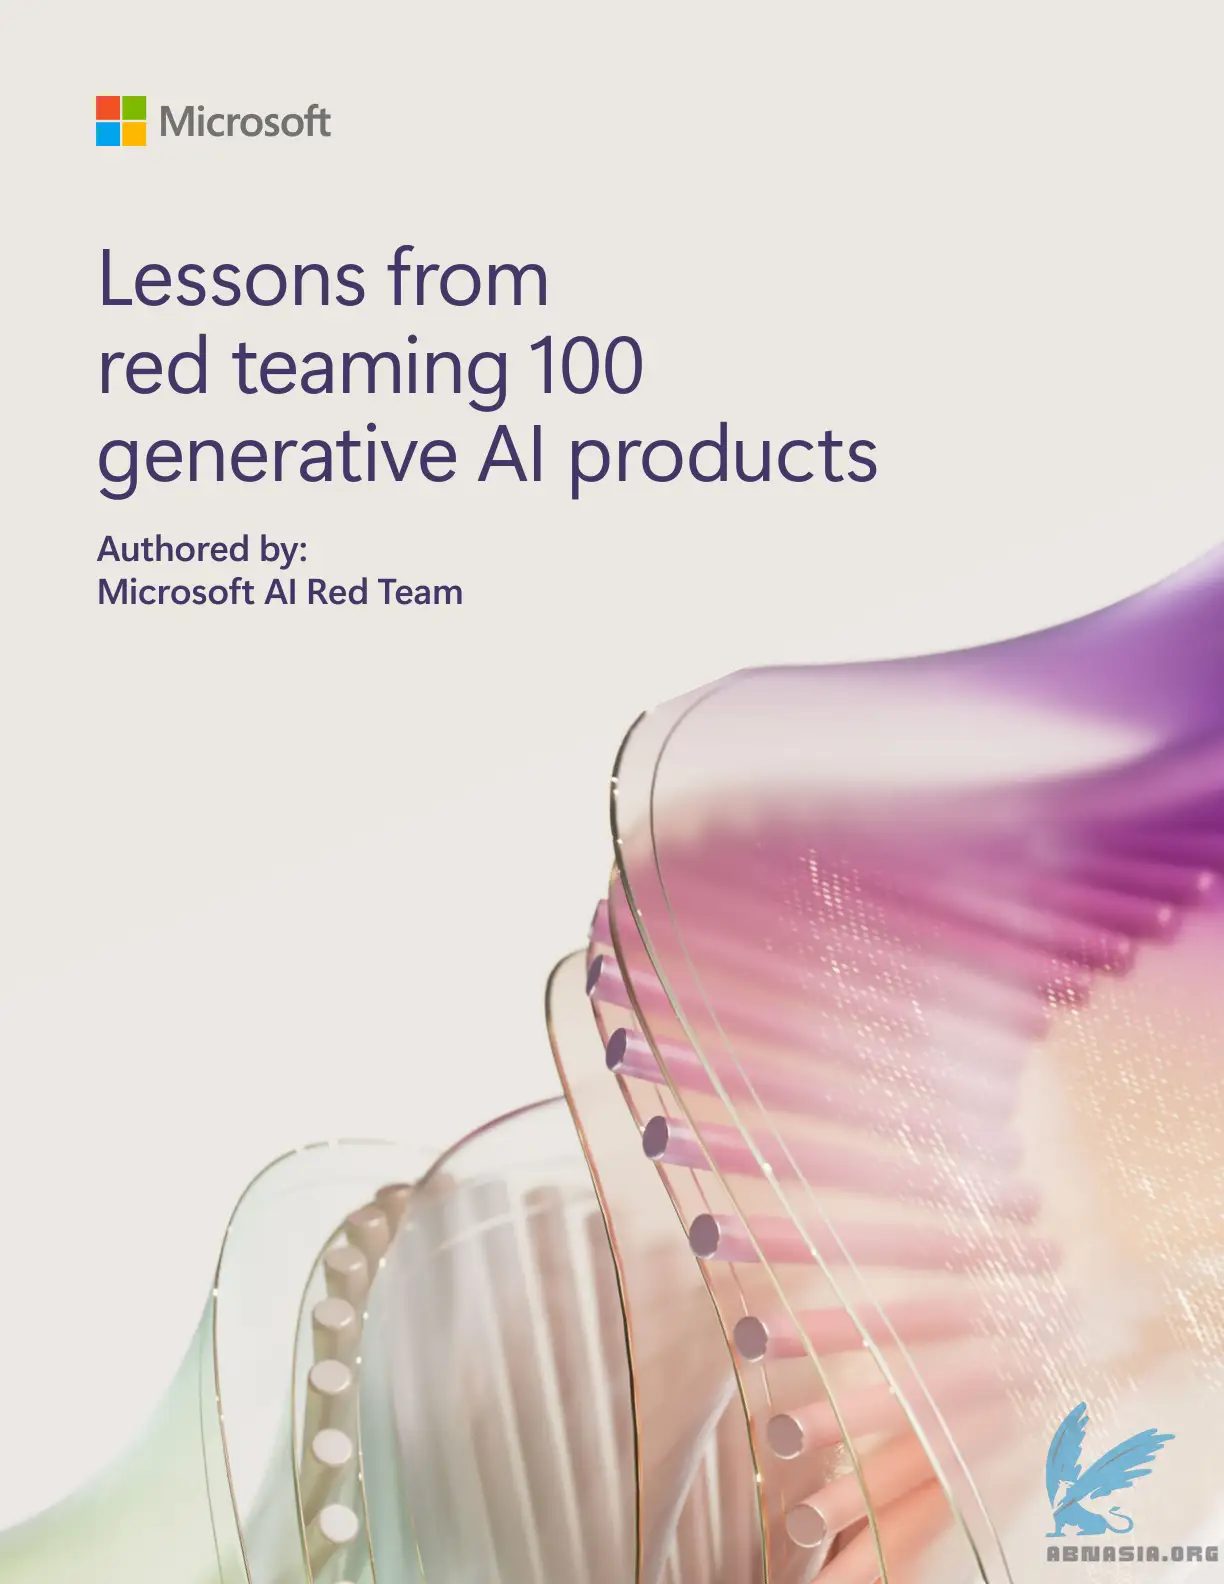 Microsoft
Lessons from
red teaming 100
generative AI products
Authored by:
Microsoft AI Red Team
ABNASIA.ORG